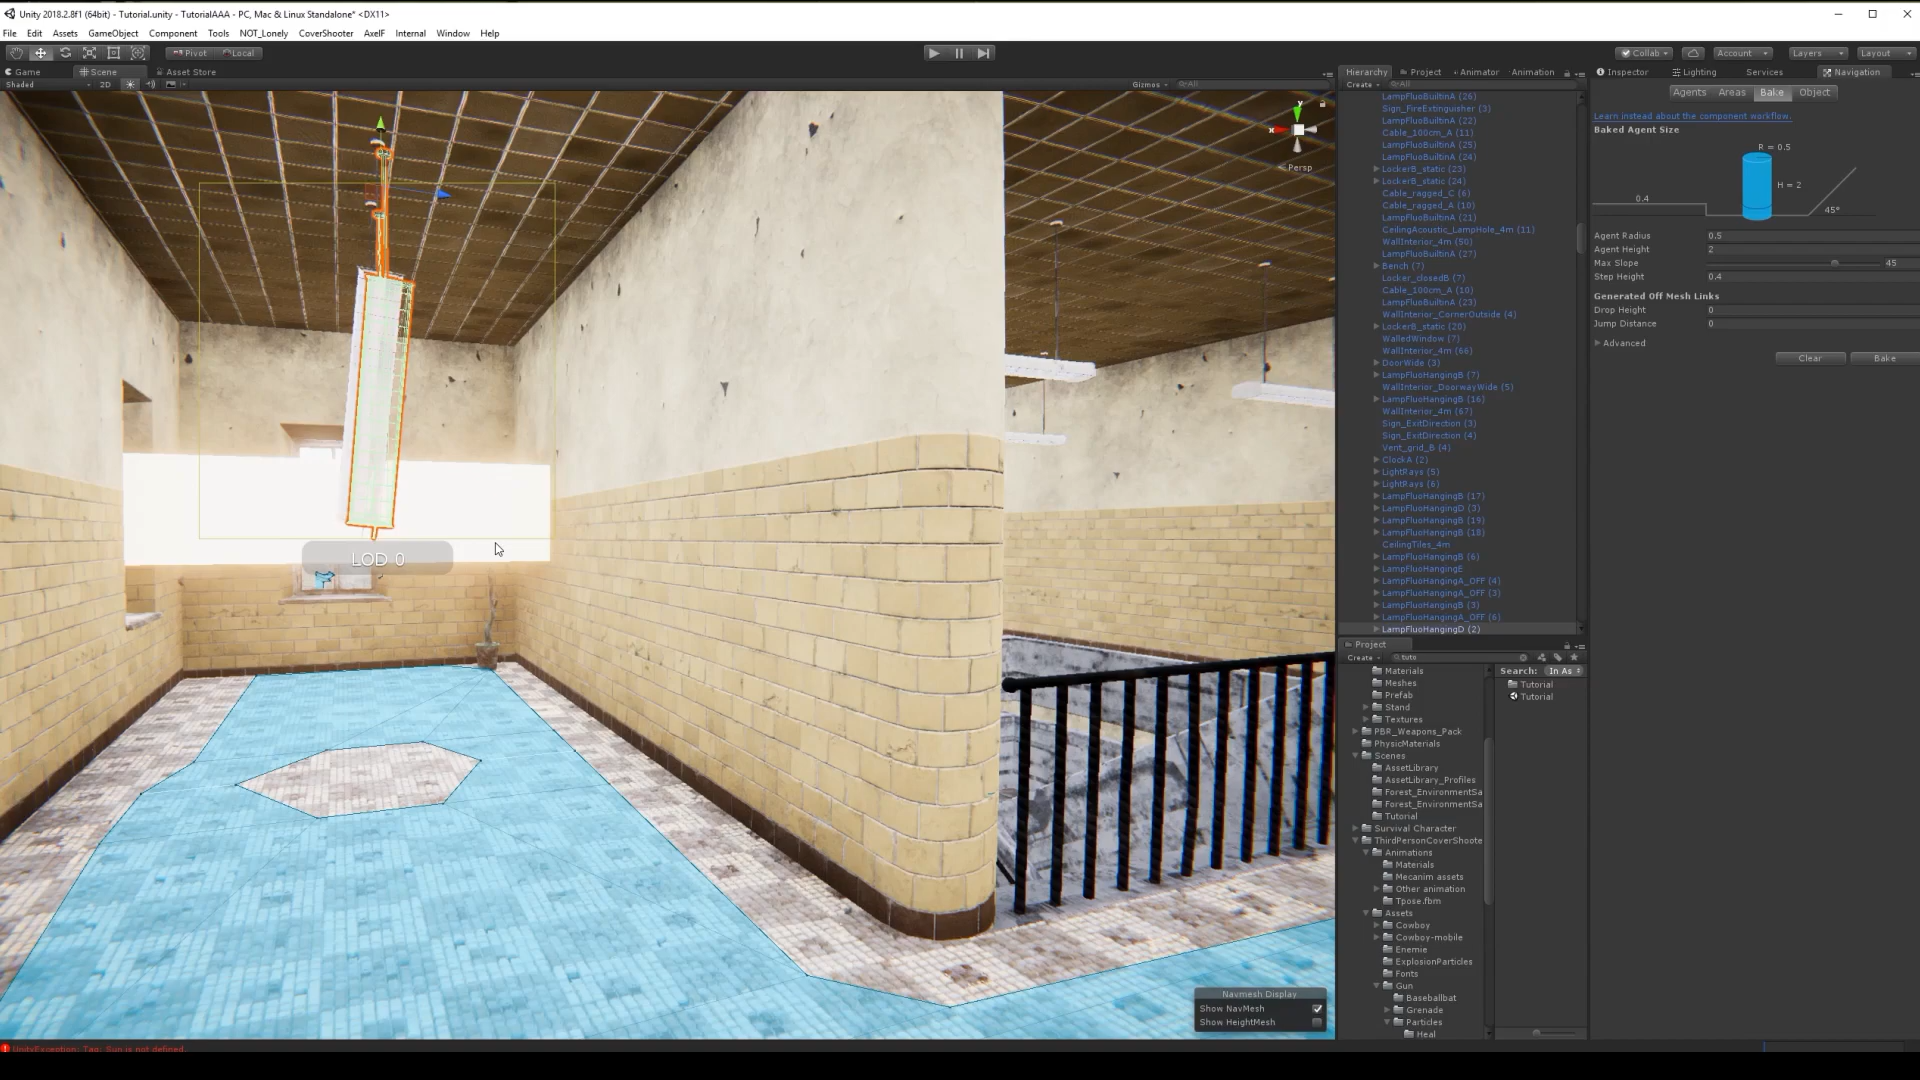 Unity 2018.2.8f1 (64bit) - Tutorial.unity - TutorialAAA - PC, Mac & Linux Standalone* <DX11>
File Edit Assets GameObject Component Tools NOT_Lonely CoverShooter AxelF Internal Window Help
Pivot Local Collab Account Layers Layout
Game Scene Asset Store
Shaded 2D Gizmos All
Y
x
Persp
LOD 0
Navmesh Display
Show NavMesh
Show HeightMesh
UnityException: Tag: Gun is not defined.
Hierarchy Project Animator Animation
Create All
LampFluoBuiltinA (26)
Sign_FireExtinguisher (3)
LampFluoBuiltinA (22)
Cable_100cm_A (11)
LampFluoBuiltinA (25)
LampFluoBuiltinA (24)
LockerB_static (23)
LockerB_static (24)
Cable_ragged_C (6)
Cable_ragged_A (10)
LampFluoBuiltinA (21)
CeilingAcoustic_LampHole_4m (11)
WallInterior_4m (50)
LampFluoBuiltinA (27)
Bench (7)
Locker_closedB (7)
Cable_100cm_A (10)
LampFluoBuiltinA (23)
WallInterior_CornerOutside (4)
LockerB_static (20)
WalledWindow (7)
WallInterior_4m (66)
DoorWide (3)
LampFluoHangingB (7)
WallInterior_DoorwayWide (5)
LampFluoHangingB (16)
WallInterior_4m (67)
Sign_ExitDirection (3)
Sign_ExitDirection (4)
Vent_grid_B (4)
ClockA (2)
LightRays (5)
LightRays (6)
LampFluoHangingB (17)
LampFluoHangingD (3)
LampFluoHangingB (19)
LampFluoHangingB (18)
CeilingTiles_4m
LampFluoHangingB (6)
LampFluoHangingE
LampFluoHangingA_OFF (4)
LampFluoHangingA_OFF (3)
LampFluoHangingB (3)
LampFluoHangingA_OFF (6)
LampFluoHangingD (2)
Project
Create tuto
Materials
Meshes
Prefab
Stand
Textures
PBR_Weapons_Pack
PhysicMaterials
Scenes
AssetLibrary
AssetLibrary_Profiles
Forest_EnvironmentSa
Forest_EnvironmentSa
Tutorial
Survival Character
ThirdPersonCoverShoote
Animations
Materials
Mecanim assets
Other animation
Tpose.fbm
Assets
Cowboy
Cowboy-mobile
Enemie
ExplosionParticles
Fonts
Gun
Baseballbat
Grenade
Particles
Heal
Search: In As
Tutorial
Tutorial
Inspector Lighting Services Navigation
Agents Areas Bake Object
Learn instead about the component workflow.
Baked Agent Size
R = 0.5
H = 2
0.4
45°
Agent Radius 0.5
Agent Height 2
Max Slope 45
Step Height 0.4
Generated Off Mesh Links
Drop Height 0
Jump Distance 0
Advanced
Clear Bake